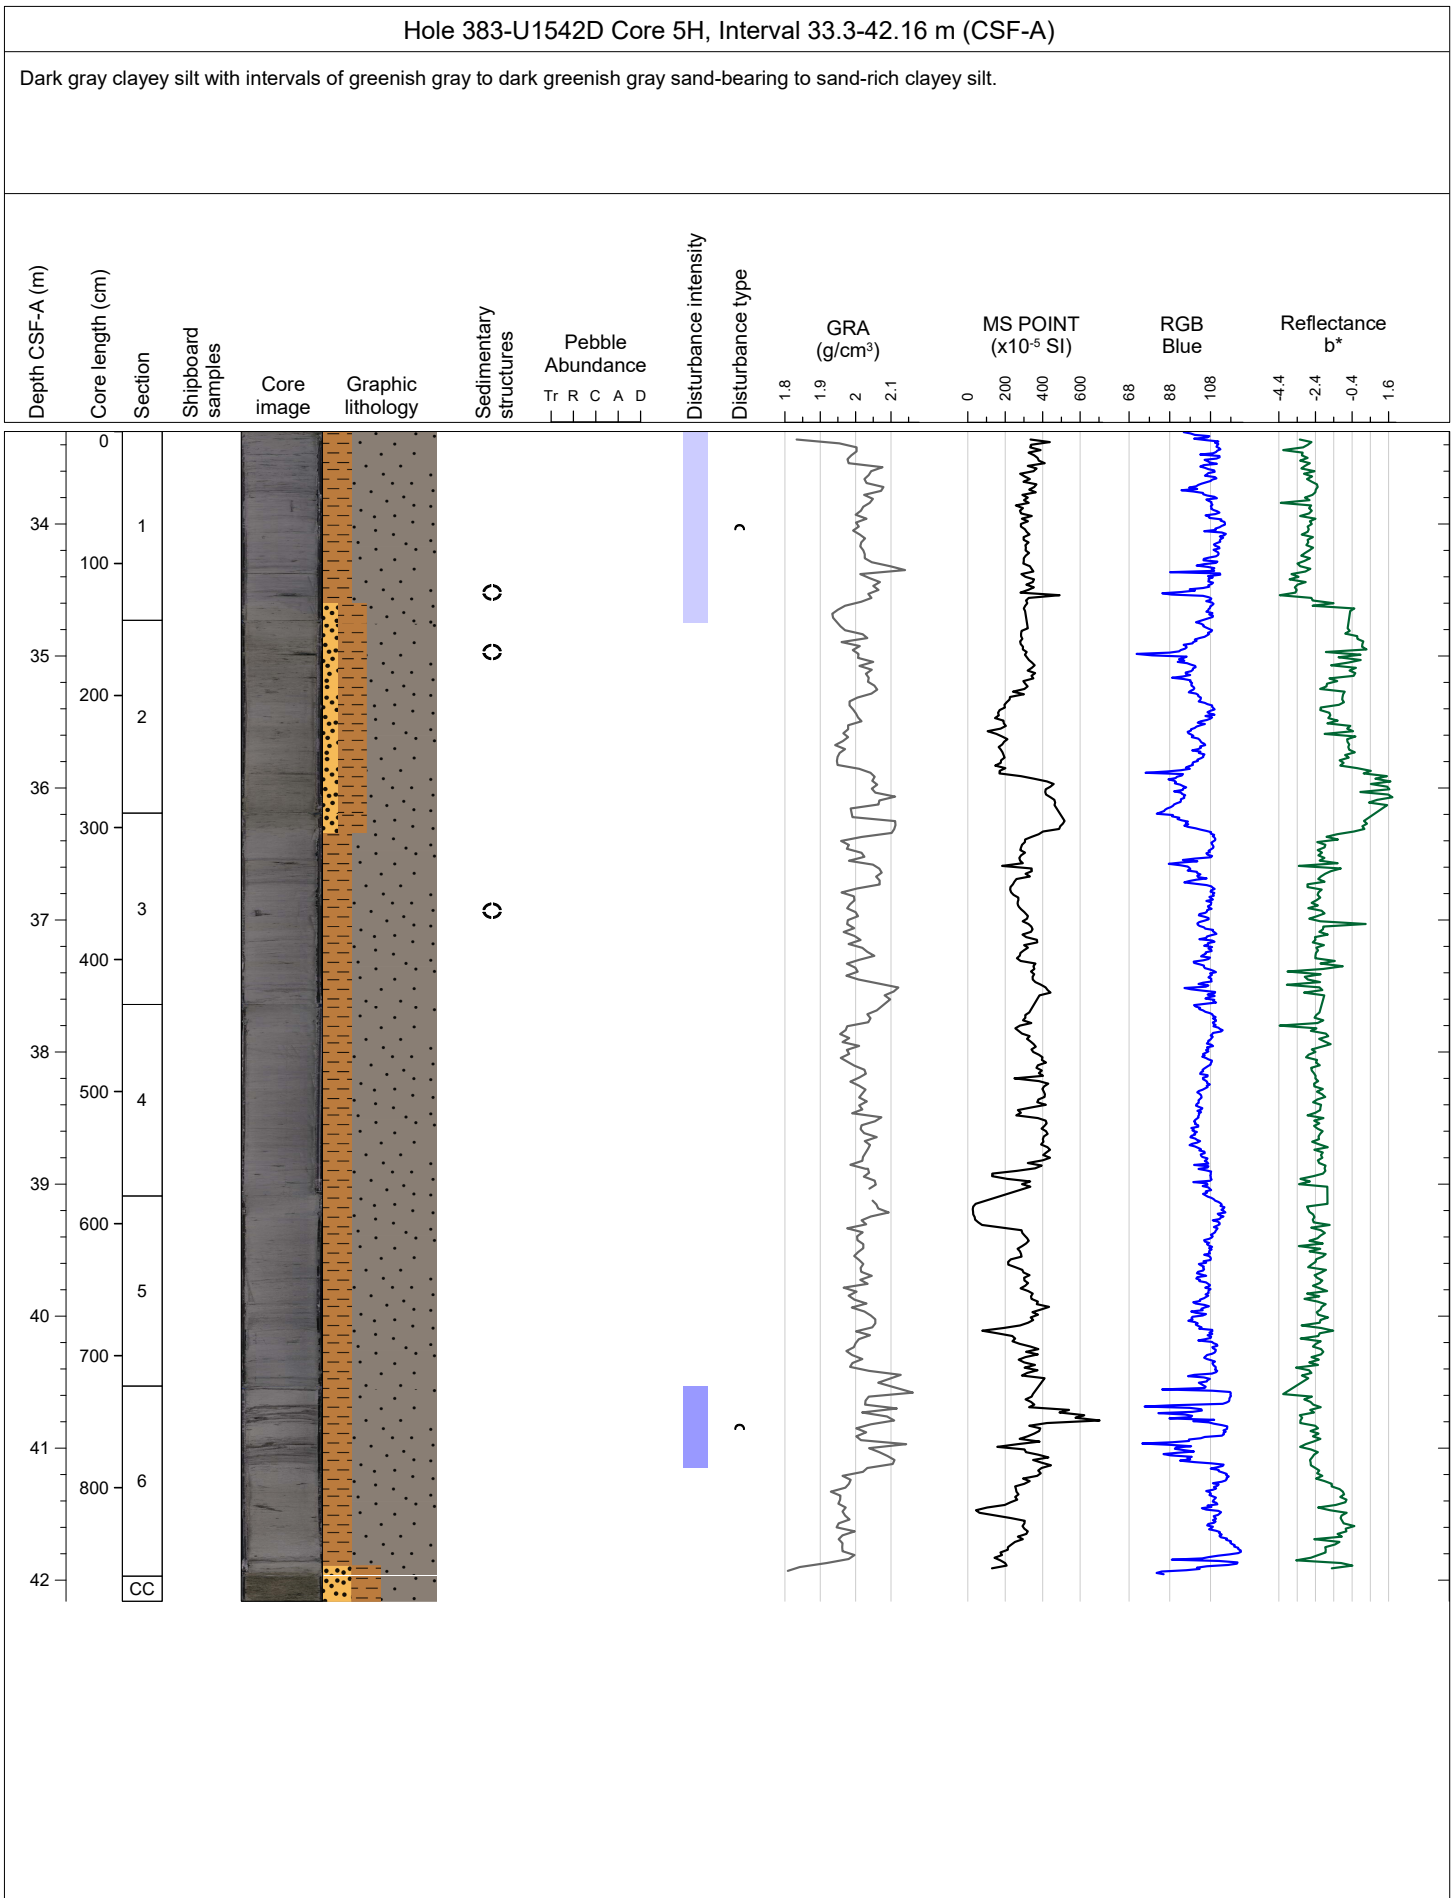 Hole 383-U1542D Core 5H, Interval 33.3-42.16 m (CSF-A)
Dark gray clayey silt with intervals of greenish gray to dark greenish gray sand-bearing to sand-rich clayey silt.
Depth CSF-A (m)
Core length (cm)
Section
Shipboard
samples
Core
image
Graphic
lithology
Sedimentary
structures
Pebble
Abundance
Tr R C A D
Disturbance intensity
Disturbance type
GRA
(g/cm³)
1.8 1.9 2 2.1
MS POINT
(x10⁻⁵ SI)
0 200 400 600
RGB
Blue
68 88 108
Reflectance
b*
-4.4 -2.4 -0.4 1.6
34
35
36
37
38
39
40
41
42
0
100
200
300
400
500
600
700
800
1
2
3
4
5
6
CC